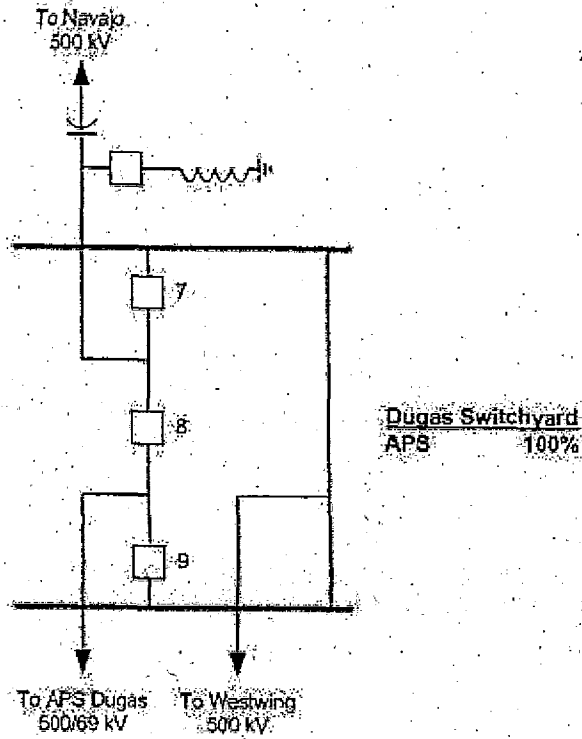 To Navajo
500 kV
7
8
Dugas Switchyard
APS 100%
9
To APS Dugas
500/69 kV
To Westwing
500 kV